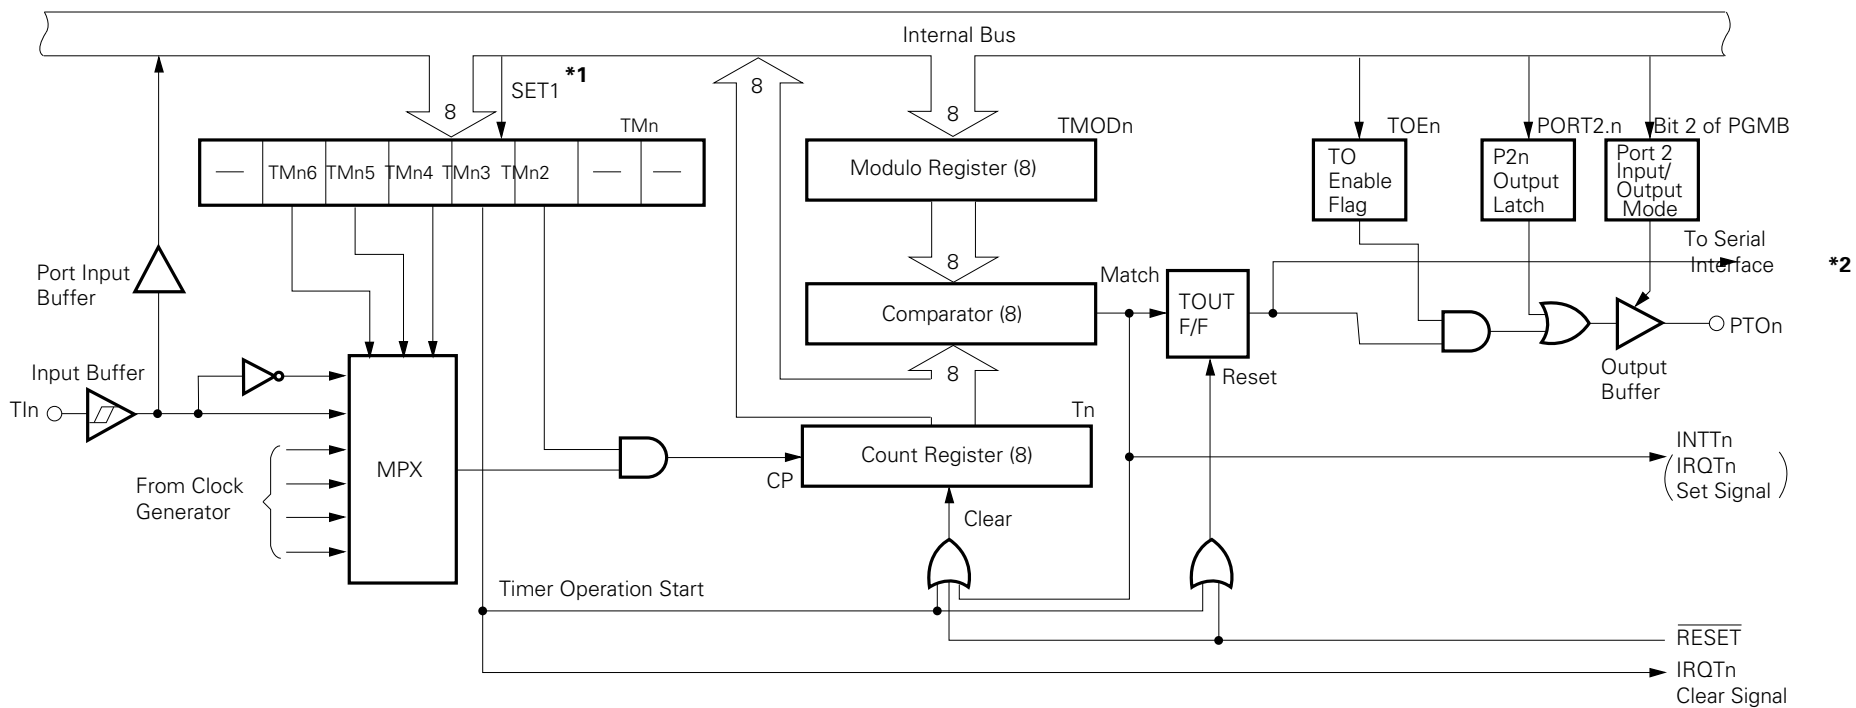 Internal Bus
*1
SET1
8
8
8
TMn
TMODn
TOEn
PORT2.n
Bit 2 of PGMB
— TMn6 TMn5 TMn4 TMn3 TMn2 — —
Modulo Register (8)
TO
Enable
Flag
P2n
Output
Latch
Port 2
Input/
Output
Mode
8
To Serial
Interface
*2
Port Input
Buffer
Match
Comparator (8)
TOUT
F/F
PTOn
Output
Buffer
Input Buffer
TIn
8
Reset
Tn
Count Register (8)
CP
MPX
From Clock
Generator
INTTn
(IRQTn
Set Signal)
Clear
Timer Operation Start
RESET
IRQTn
Clear Signal